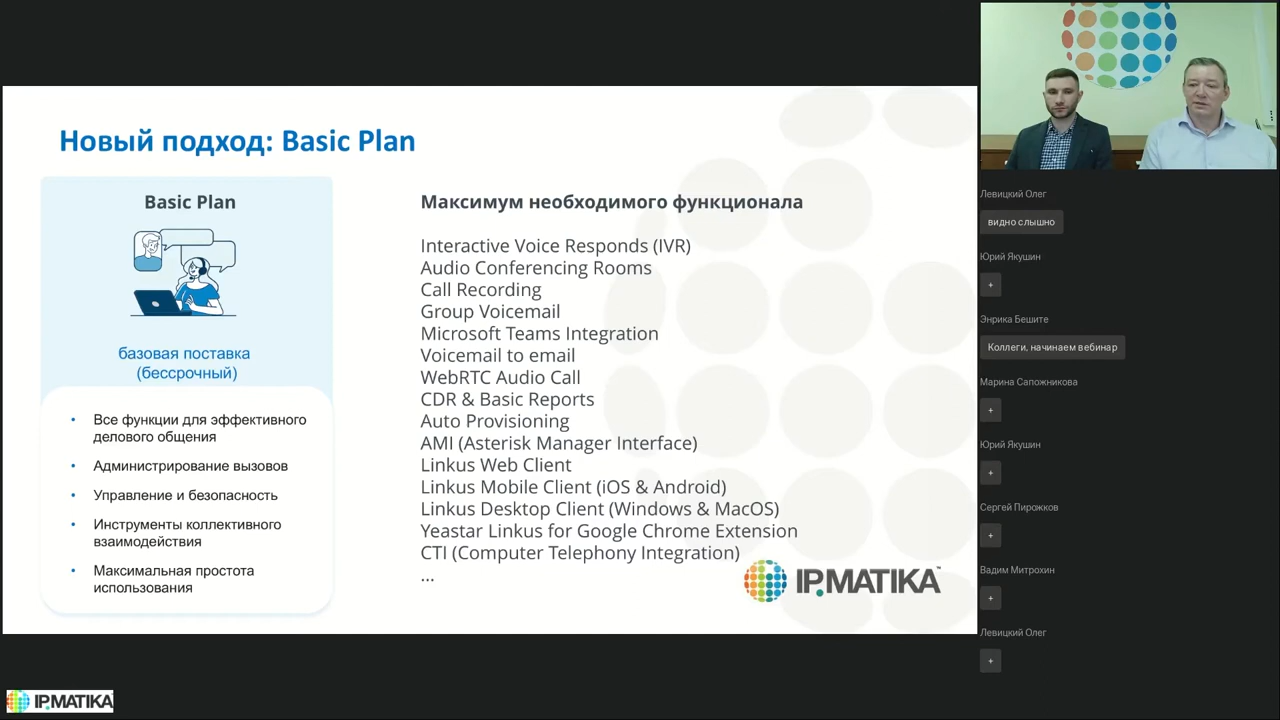 Новый подход: Basic Plan
Basic Plan
базовая поставка
(бессрочный)
• Все функции для эффективного
делового общения
• Администрирование вызовов
• Управление и безопасность
• Инструменты коллективного
взаимодействия
• Максимальная простота
использования
Максимум необходимого функционала
Interactive Voice Responds (IVR)
Audio Conferencing Rooms
Call Recording
Group Voicemail
Microsoft Teams Integration
Voicemail to email
WebRTC Audio Call
CDR & Basic Reports
Auto Provisioning
AMI (Asterisk Manager Interface)
Linkus Web Client
Linkus Mobile Client (iOS & Android)
Linkus Desktop Client (Windows & MacOS)
Yeastar Linkus for Google Chrome Extension
CTI (Computer Telephony Integration)
...
IPMATIKA™
Левицкий Олег
видно слышно
Юрий Якушин
+
Энрика Бешите
Коллеги, начинаем вебинар
Марина Сапожникова
+
Юрий Якушин
+
Сергей Пирожков
+
Вадим Митрохин
+
Левицкий Олег
+
IPMATIKA